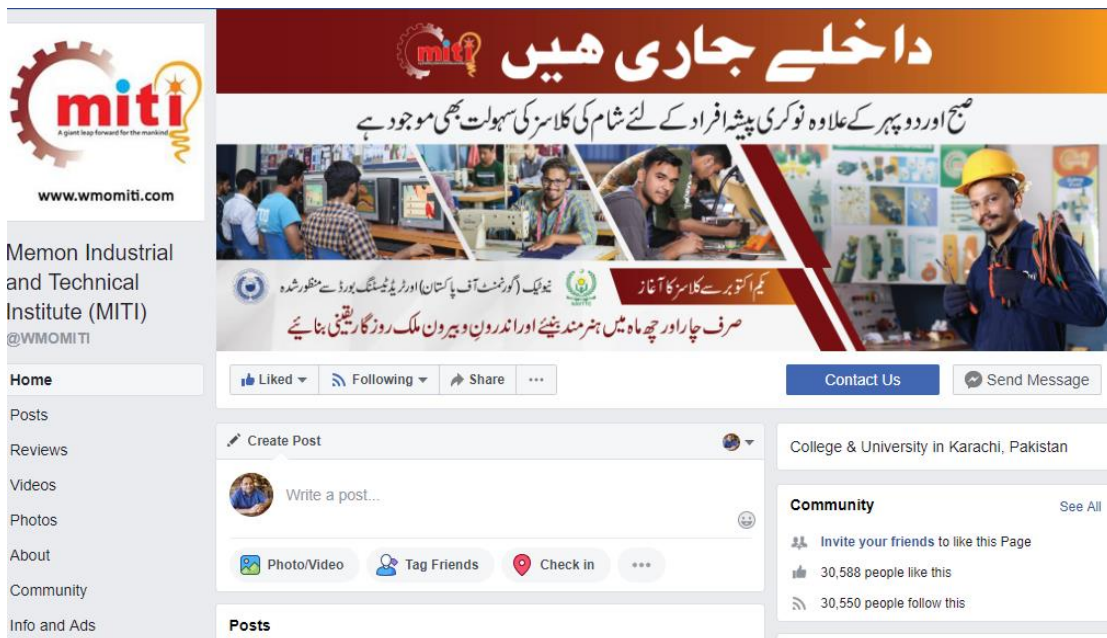 miti
A giant leap forward for the mankind
www.wmomiti.com
Memon Industrial
and Technical
Institute (MITI)
@WMOMITI
Home
Posts
Reviews
Videos
Photos
About
Community
Info and Ads
داخلے جاری ھیں
miti
صبح اور دوپہر کے علاوہ نوکری پیشہ افراد کے لئے شام کی کلاسز کی سہولت بھی موجود ہے
یکم اکتوبر سے کلاسز کا آغاز
نیوٹیک (گورنمنٹ آف پاکستان) اور ٹریڈ ٹیسٹنگ بورڈ سے منظور شدہ
صرف چار اور چھ ماہ میں ہنر مند بنیئے اور اندرون و بیرون ملک روزگار یقینی بنائیے
Liked
Following
Share
Contact Us
Send Message
Create Post
Write a post...
Photo/Video
Tag Friends
Check in
Posts
College & University in Karachi, Pakistan
Community
See All
Invite your friends to like this Page
30,588 people like this
30,550 people follow this